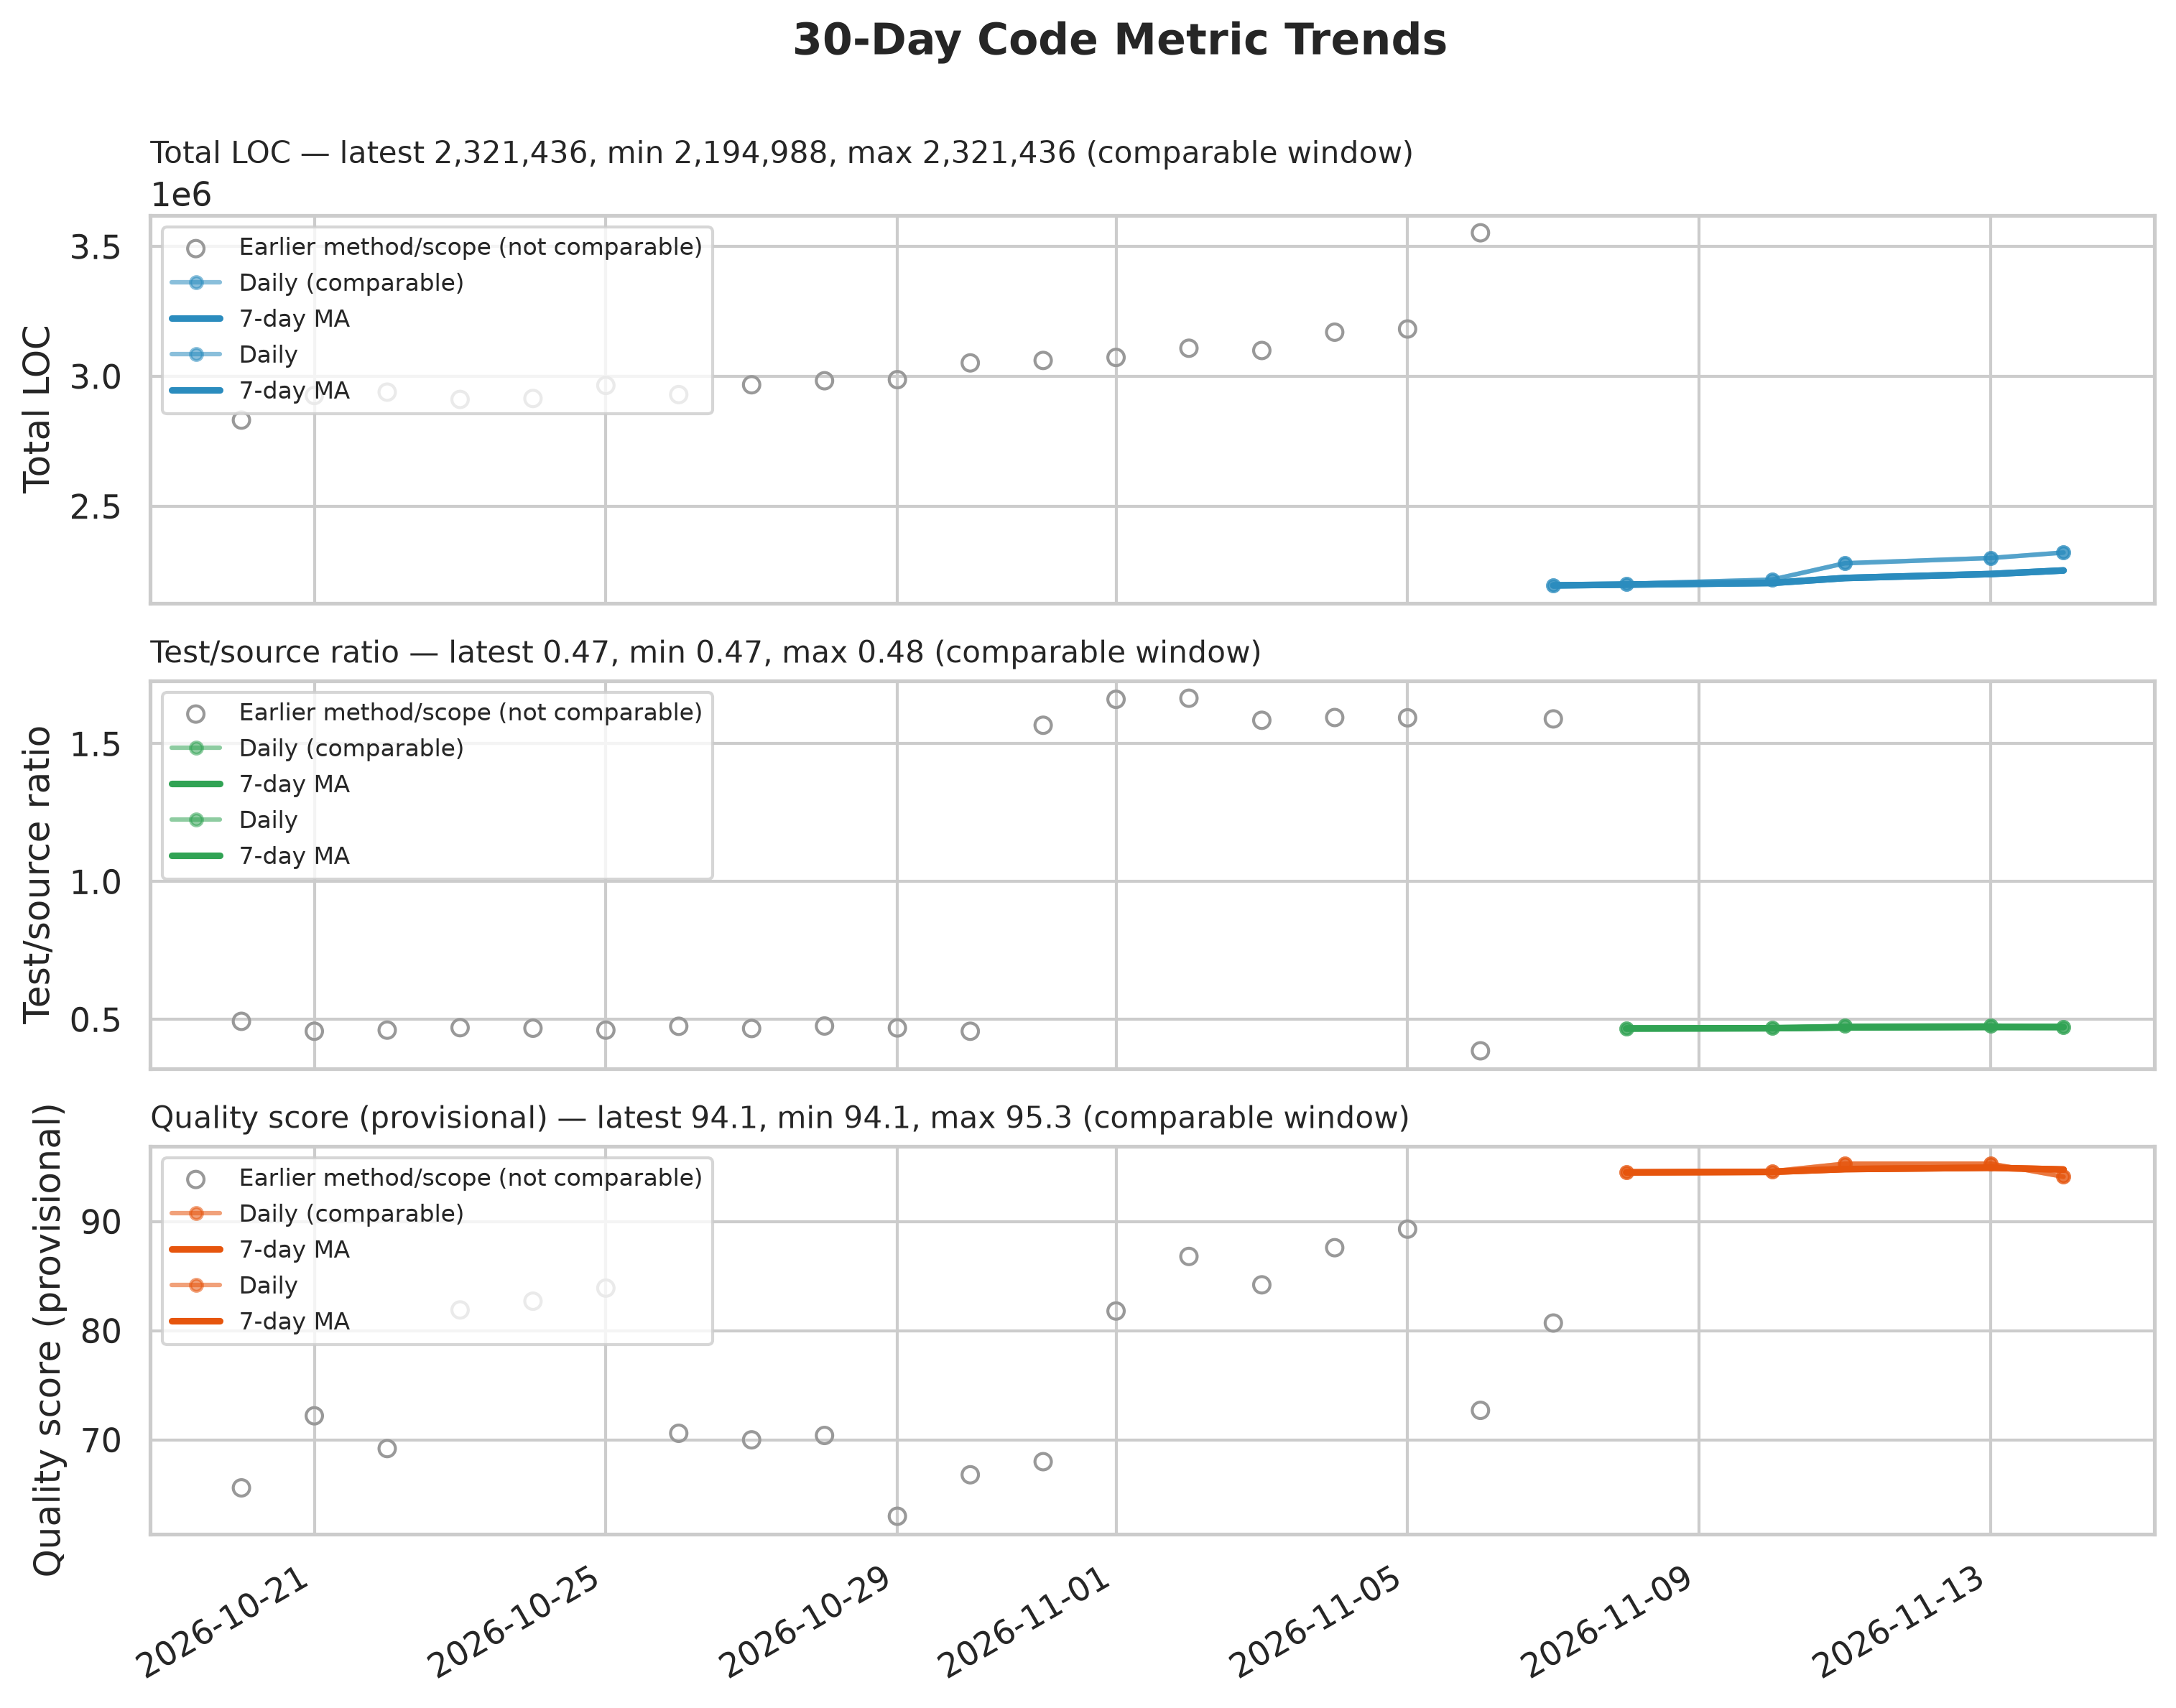 30-Day Code Metric Trends
Total LOC — latest 2,321,436, min 2,194,988, max 2,321,436 (comparable window)
1e6
Total LOC
3.5
3.0
2.5
Earlier method/scope (not comparable)
Daily (comparable)
7-day MA
Daily
7-day MA
Test/source ratio — latest 0.47, min 0.47, max 0.48 (comparable window)
Test/source ratio
1.5
1.0
0.5
Earlier method/scope (not comparable)
Daily (comparable)
7-day MA
Daily
7-day MA
Quality score (provisional) — latest 94.1, min 94.1, max 95.3 (comparable window)
Quality score (provisional)
90
80
70
Earlier method/scope (not comparable)
Daily (comparable)
7-day MA
Daily
7-day MA
2026-10-21
2026-10-25
2026-10-29
2026-11-01
2026-11-05
2026-11-09
2026-11-13